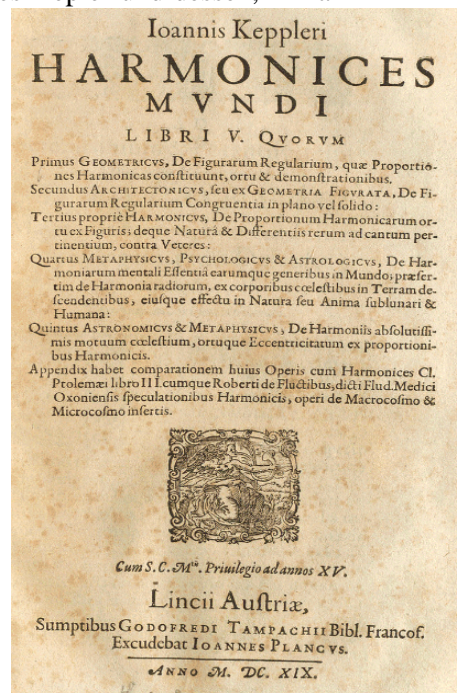 Ioannis Keppleri
HARMONICES
MVNDI
LIBRI V. QVORVM
Primus GEOMETRICVS, De Figurarum Regularium, quæ Proportio-
nes Harmonicas constituunt, ortu & demonstrationibus.
Secundus ARCHITECTONICVS, seu ex GEOMETRIA FIGVRATA, De Fi-
gurarum Regularium Congruentia in plano vel solido:
Tertius propriè HARMONICVS, De Proportionum Harmonicarum or-
tu ex Figuris; deque Naturâ & Differentiis rerum ad cantum per-
tinentium, contra Veteres:
Quartus METAPHYSICVS, PSYCHOLOGICVS & ASTROLOGICVS, De Har-
moniarum mentali Essentiâ earumque generibus in Mundo; præser-
tim de Harmonia radiorum, ex corporibus cœlestibus in Terram de-
scendentibus, eiusque effectu in Natura seu Anima sublunari &
Humana:
Quintus ASTRONOMICVS & METAPHYSICVS, De Harmoniis absolutissi-
mis motuum cœlestium, ortuque Eccentricitatum ex proportioni-
bus Harmonicis.
Appendix habet comparationem huius Operis cum Harmonices Cl.
Ptolemæi libro III. cumque Roberti de Fluctibus, dicti Flud. Medici
Oxoniensis speculationibus Harmonicis, operi de Macrocosmo &
Microcosmo insertis.
Cum S. C. Mtis. Priuilegio ad annos XV.
Lincii Austriæ,
Sumptibus GODOFREDI TAMPACHII Bibl. Francof.
Excudebat IOANNES PLANCVS.
ANNO M. DC. XIX.